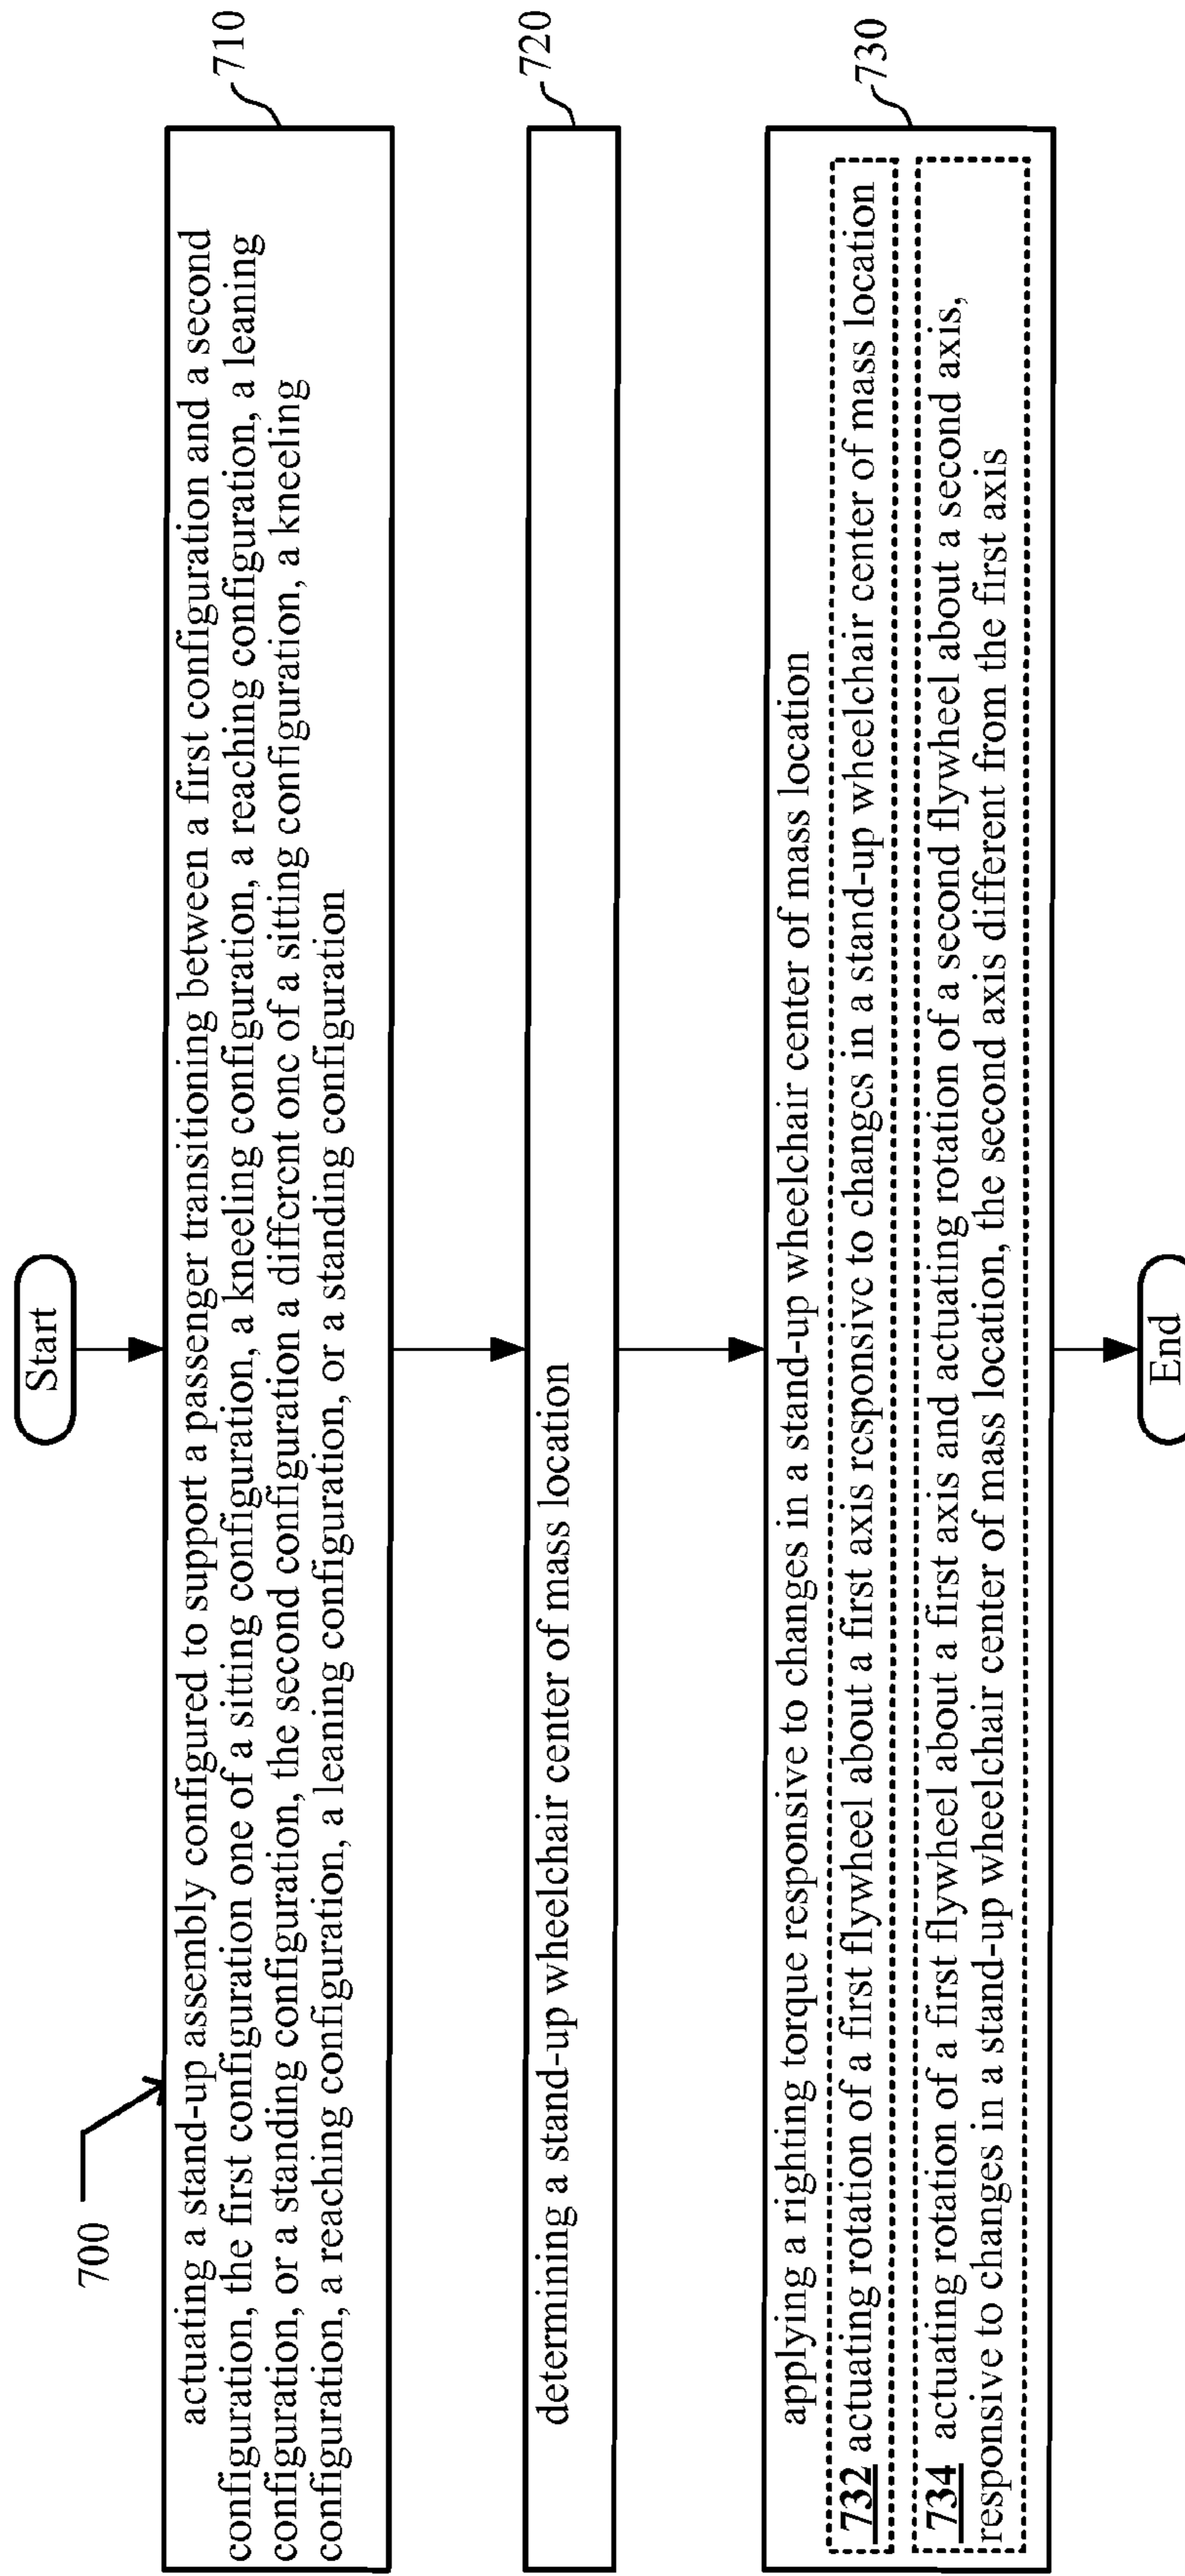 700
Start
actuating a stand-up assembly configured to support a passenger transitioning between a first configuration and a second
configuration, the first configuration one of a sitting configuration, a kneeling configuration, a reaching configuration, a leaning
configuration, or a standing configuration, the second configuration a different one of a sitting configuration, a kneeling
configuration, a reaching configuration, a leaning configuration, or a standing configuration
710
determining a stand-up wheelchair center of mass location
720
applying a righting torque responsive to changes in a stand-up wheelchair center of mass location
730
732 actuating rotation of a first flywheel about a first axis responsive to changes in a stand-up wheelchair center of mass location
734 actuating rotation of a first flywheel about a first axis and actuating rotation of a second flywheel about a second axis,
responsive to changes in a stand-up wheelchair center of mass location, the second axis different from the first axis
End